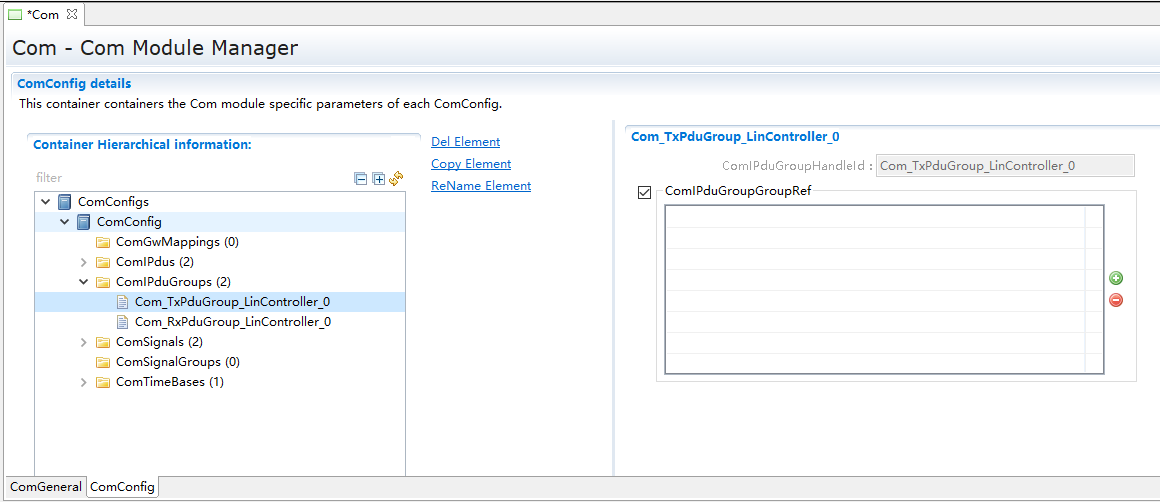 *Com
Com - Com Module Manager
ComConfig details
This container containers the Com module specific parameters of each ComConfig.
Container Hierarchical information:
filter
ComConfigs
ComConfig
ComGwMappings (0)
ComIPdus (2)
ComIPduGroups (2)
Com_TxPduGroup_LinController_0
Com_RxPduGroup_LinController_0
ComSignals (2)
ComSignalGroups (0)
ComTimeBases (1)
Del Element
Copy Element
ReName Element
Com_TxPduGroup_LinController_0
ComIPduGroupHandleId : Com_TxPduGroup_LinController_0
ComIPduGroupGroupRef
ComGeneral ComConfig